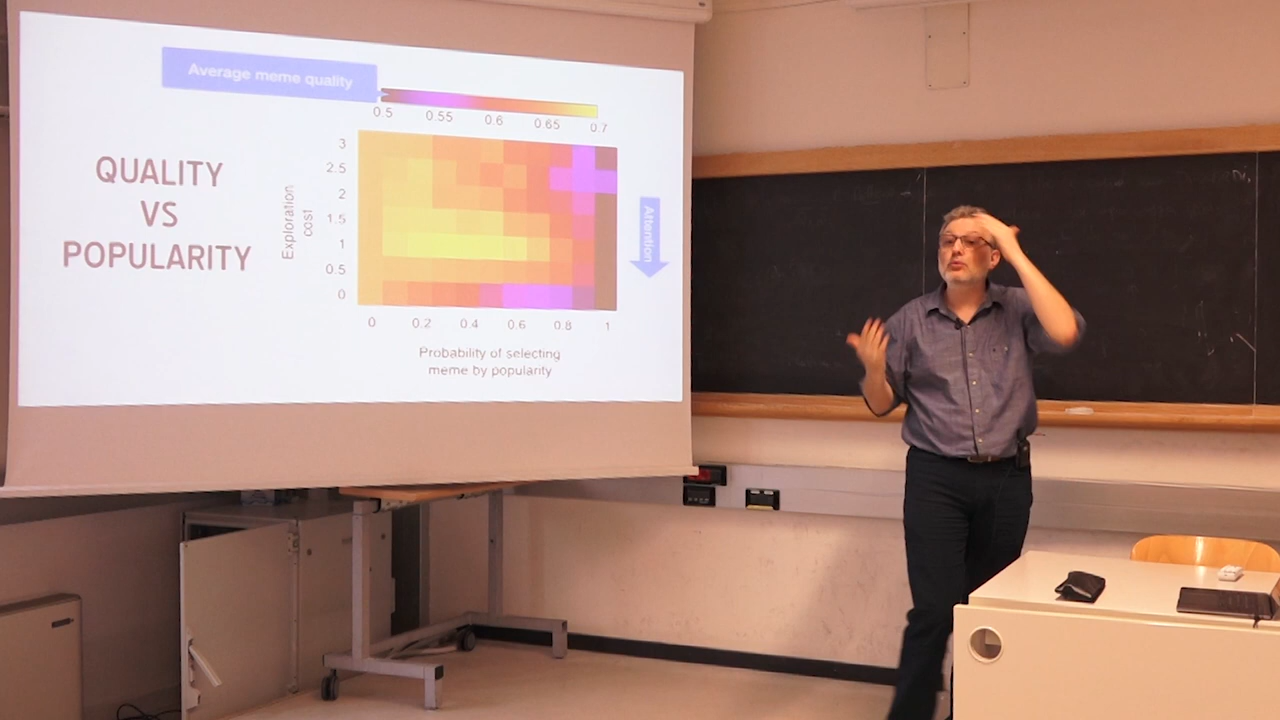 Average meme quality
0.5 0.55 0.6 0.65 0.7
QUALITY
VS
POPULARITY
Exploration
cost
3
2.5
2
1.5
1
0.5
0
Attention
0 0.2 0.4 0.6 0.8 1
Probability of selecting
meme by popularity